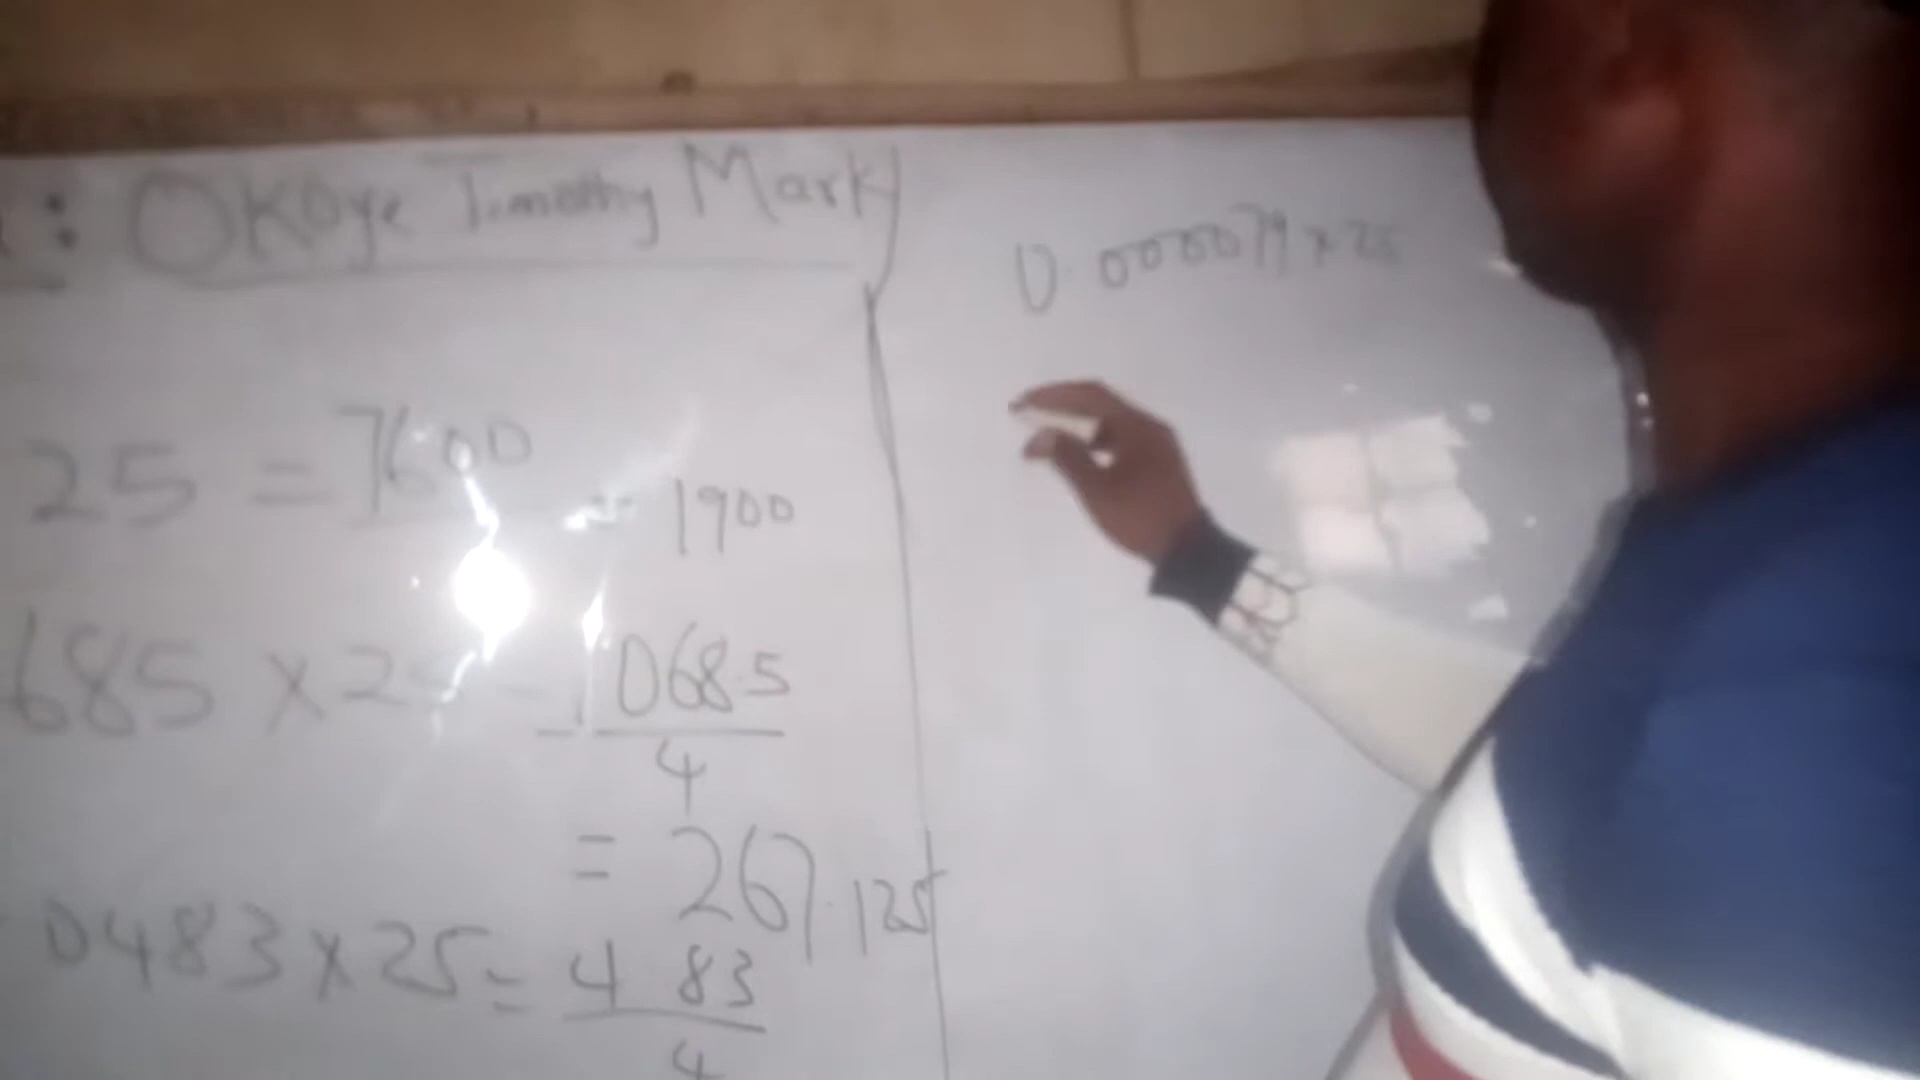 : Okoye Timothy Mark
25 = 7600 = 1900
685 × 2 = 1068.5
4
= 267.125
0483 × 25 = 4 83
4
0.000079 × 25